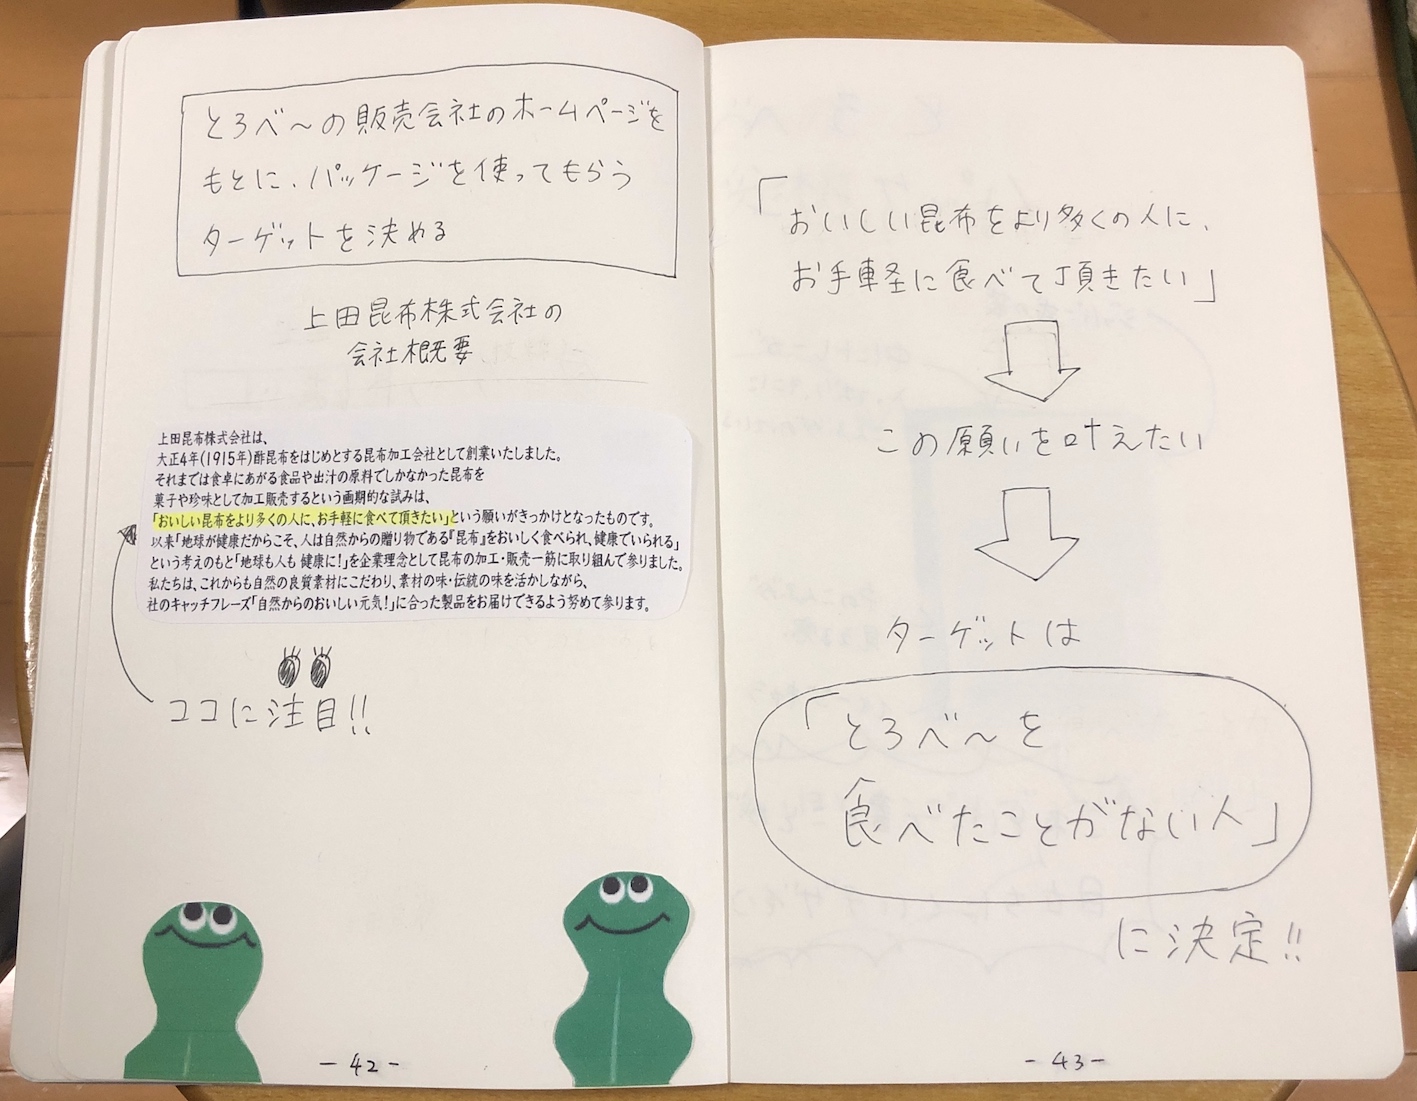 とろべ〜の販売会社のホームページを
もとに、パッケージを使ってもらう
ターゲットを決める
上田昆布株式会社の
会社概要
上田昆布株式会社は、
大正4年(1915年)酢昆布をはじめとする昆布加工会社として創業いたしました。
それまでは食卓にあがる食品や出汁の原料でしかなかった昆布を
菓子や珍味として加工販売するという画期的な試みは、
「おいしい昆布をより多くの人に、お手軽に食べて頂きたい」という願いがきっかけとなったものです。
以来「地球が健康だからこそ、人は自然からの贈り物である『昆布』をおいしく食べられ、健康でいられる」
という考えのもと「地球も人も 健康に!」を企業理念として昆布の加工・販売一筋に取り組んで参りました。
私たちは、これからも自然の良質素材にこだわり、素材の味・伝統の味を活かしながら、
社のキャッチフレーズ「自然からのおいしい元気!」に合った製品をお届けできるよう努めて参ります。
ココに注目!!
- 42 -
「おいしい昆布をより多くの人に、
お手軽に食べて頂きたい」
この願いを叶えたい
ターゲットは
「とろべ〜を
食べたことがない人」
に決定!!
- 43 -